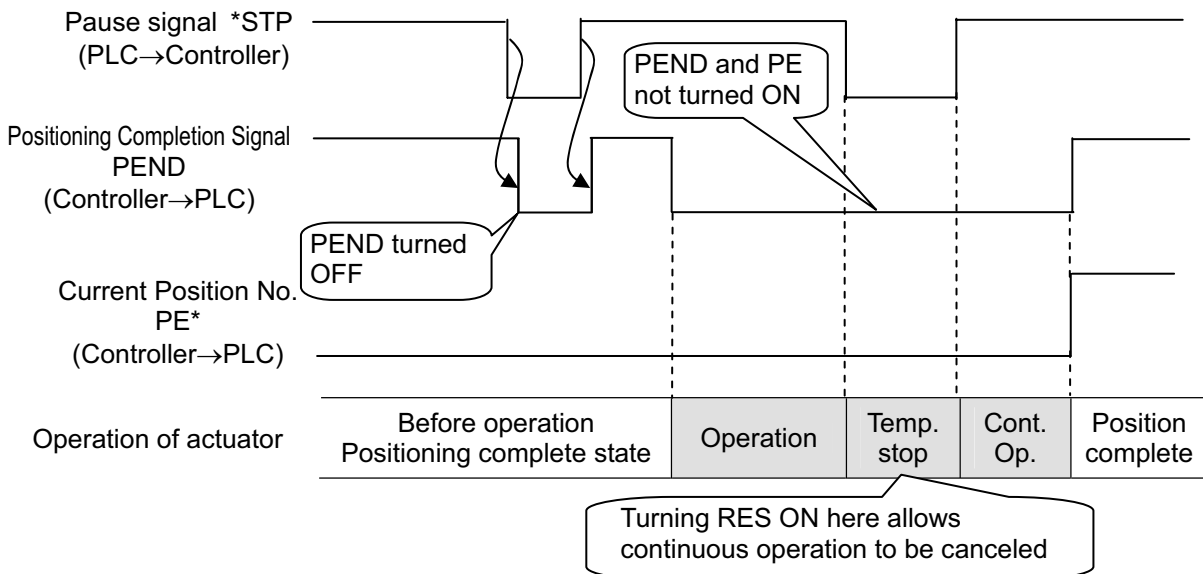 Pause signal *STP
(PLC→Controller)
PEND and PE
not turned ON
Positioning Completion Signal
PEND
(Controller→PLC)
PEND turned
OFF
Current Position No.
PE*
(Controller→PLC)
Operation of actuator
Before operation
Positioning complete state
Operation
Temp.
stop
Cont.
Op.
Position
complete
Turning RES ON here allows
continuous operation to be canceled